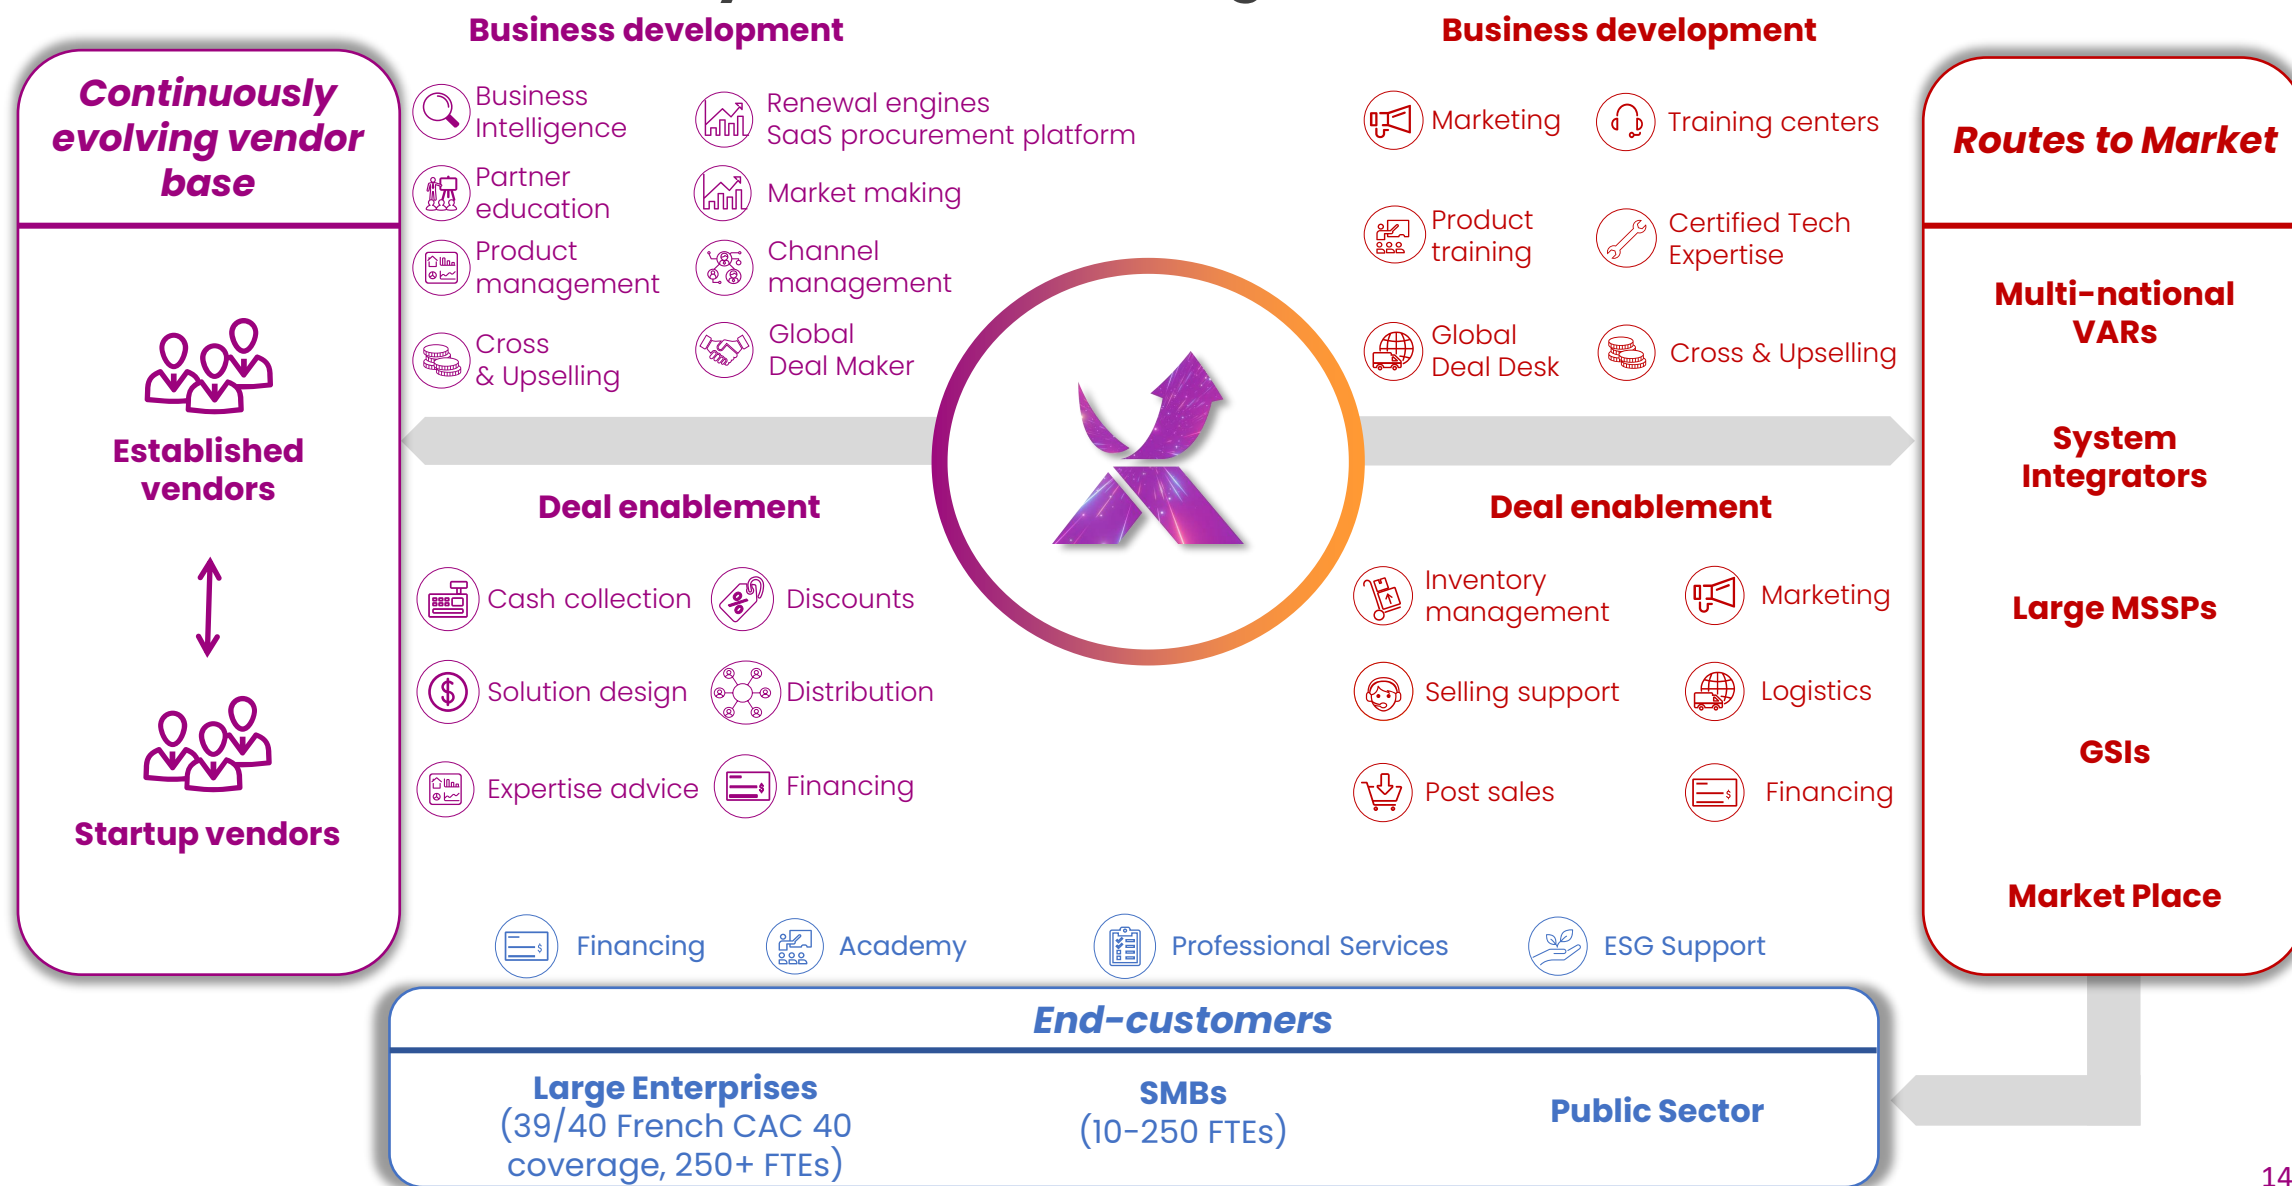 Business development
Business development
Continuously
evolving vendor
base
Established
vendors
Startup vendors
Business
Intelligence
Renewal engines
SaaS procurement platform
Partner
education
Market making
Product
management
Channel
management
Cross
& Upselling
Global
Deal Maker
Deal enablement
Cash collection
Discounts
Solution design
Distribution
Expertise advice
Financing
Marketing
Training centers
Product
training
Certified Tech
Expertise
Global
Deal Desk
Cross & Upselling
Deal enablement
Inventory
management
Marketing
Selling support
Logistics
Post sales
Financing
Routes to Market
Multi-national
VARs
System
Integrators
Large MSSPs
GSIs
Market Place
Financing
Academy
Professional Services
ESG Support
End-customers
Large Enterprises
(39/40 French CAC 40
coverage, 250+ FTEs)
SMBs
(10-250 FTEs)
Public Sector
14